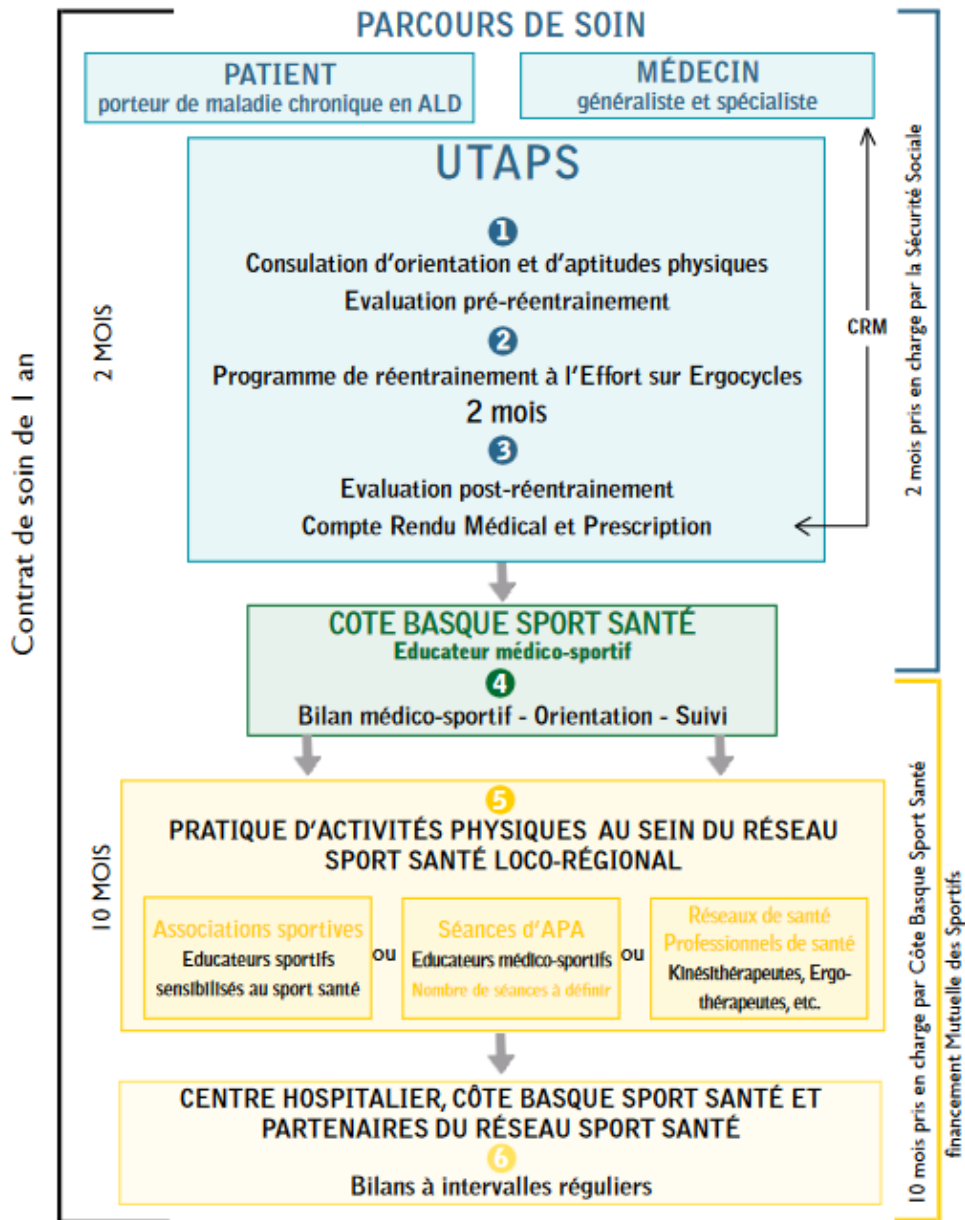 PARCOURS DE SOIN
PATIENT
porteur de maladie chronique en ALD
MÉDECIN
généraliste et spécialiste
UTAPS
1
Consulation d'orientation et d'aptitudes physiques
Evaluation pré-réentrainement
2
Programme de réentrainement à l'Effort sur Ergocycles
2 mois
3
Evaluation post-réentrainement
Compte Rendu Médical et Prescription
CRM
2 MOIS
Contrat de soin de 1 an
2 mois pris en charge par la Sécurité Sociale
COTE BASQUE SPORT SANTÉ
Educateur médico-sportif
4
Bilan médico-sportif - Orientation - Suivi
10 MOIS
5
PRATIQUE D'ACTIVITÉS PHYSIQUES AU SEIN DU RÉSEAU
SPORT SANTÉ LOCO-RÉGIONAL
Associations sportives
Educateurs sportifs
sensibilisés au sport santé
ou
Séances d'APA
Educateurs médico-sportifs
Nombre de séances à définir
ou
Réseaux de santé
Professionnels de santé
Kinésithérapeutes, Ergo-
thérapeutes, etc.
10 mois pris en charge par Côte Basque Sport Santé
financement Mutuelle des Sportifs
CENTRE HOSPITALIER, CÔTE BASQUE SPORT SANTÉ ET
PARTENAIRES DU RÉSEAU SPORT SANTÉ
6
Bilans à intervalles réguliers